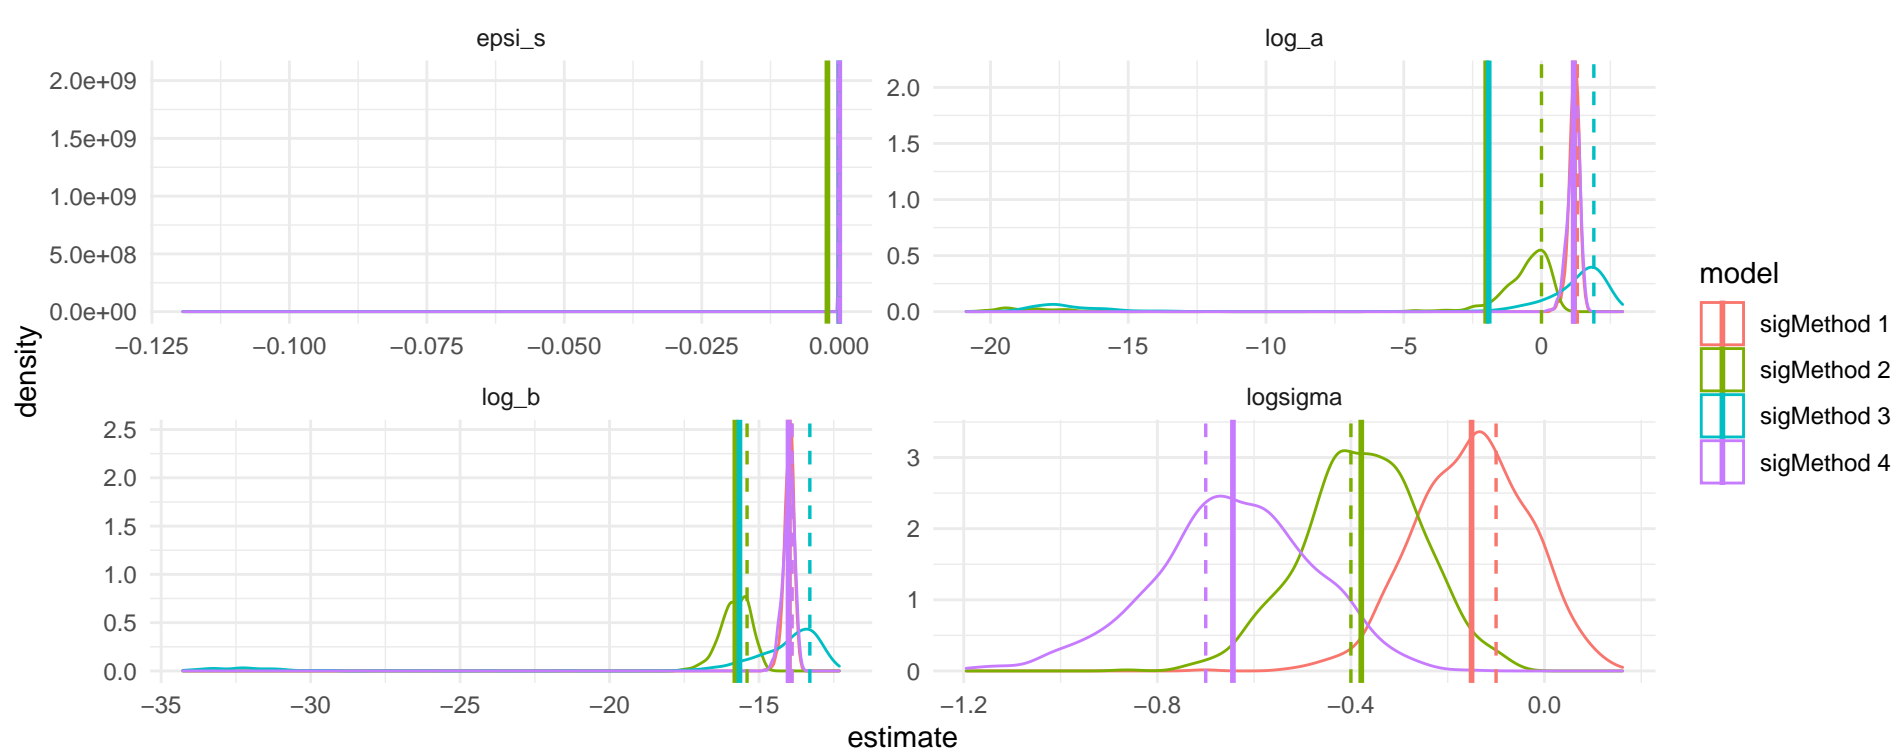 epsi_s
log_a
2.0e+09
1.5e+09
1.0e+09
5.0e+08
0.0e+00
−0.125 −0.100 −0.075 −0.050 −0.025 0.000
2.0
1.5
1.0
0.5
0.0
−20 −15 −10 −5 0
log_b
logsigma
2.5
2.0
1.5
1.0
0.5
0.0
−35 −30 −25 −20 −15
3
2
1
0
−1.2 −0.8 −0.4 0.0
density
estimate
model
sigMethod 1
sigMethod 2
sigMethod 3
sigMethod 4